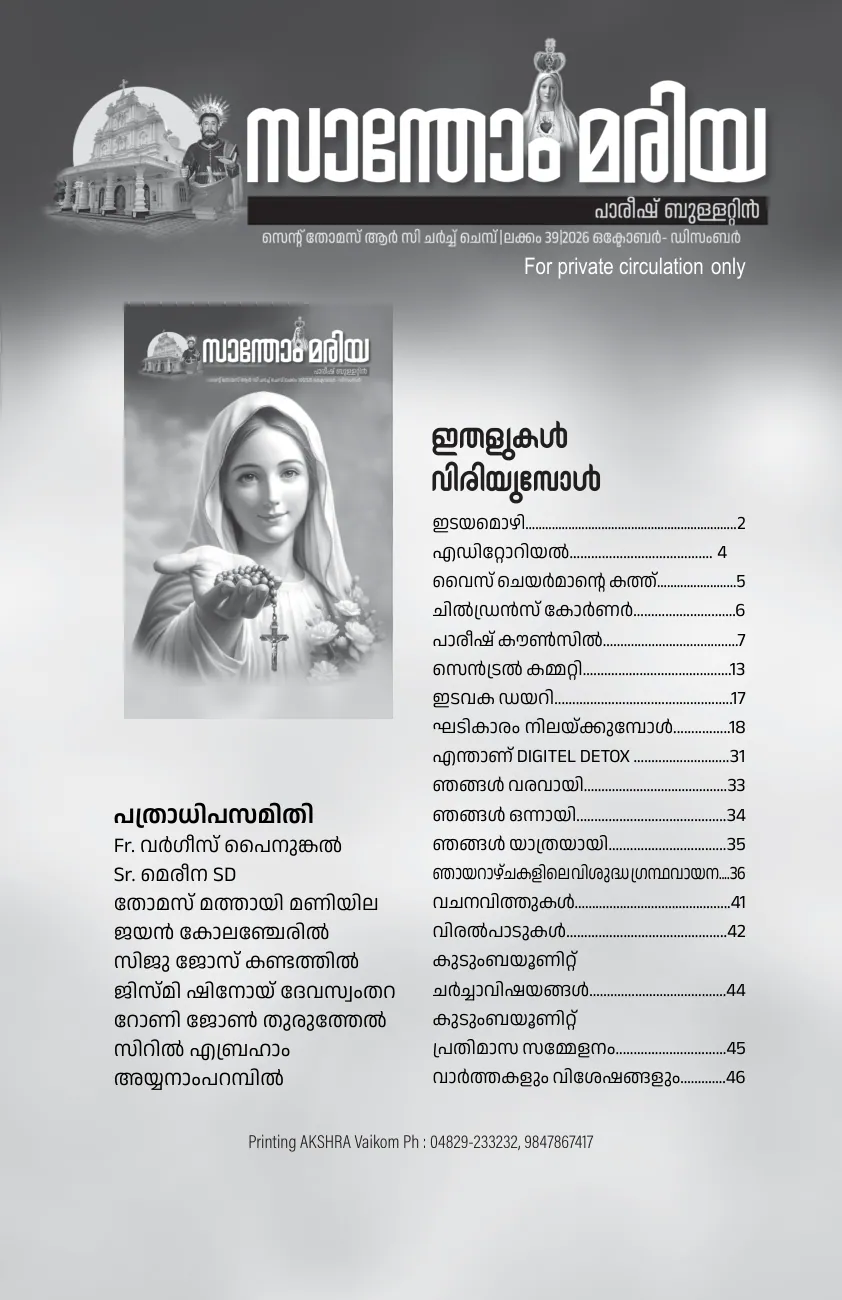 സാന്തോം മരിയ
പാരീഷ് ബുള്ളറ്റിൻ
സെന്റ് തോമസ് ആർ സി ചർച്ച് ചെമ്പ്|ലക്കം 39|2026 ഒക്ടോബർ- ഡിസംബർ
For private circulation only
സാന്തോം മരിയ
പാരീഷ് ബുള്ളറ്റിൻ
ഇതളുകൾ
വിരിയുമ്പോൾ
ഇടയമൊഴി................................................................2
എഡിറ്റോറിയൽ............................................ 4
വൈസ് ചെയർമാന്റെ കത്ത്........................5
ചിൽഡ്രൻസ് കോർണർ...............................6
പാരീഷ് കൗൺസിൽ.........................................7
സെൻട്രൽ കമ്മറ്റി.............................................13
ഇടവക ഡയറി......................................................17
ഘടികാരം നിലയ്ക്കുമ്പോൾ.................18
എന്താണ് DIGITEL DETOX .............................31
ഞങ്ങൾ വരവായി...........................................33
ഞങ്ങൾ ഒന്നായി..............................................34
ഞങ്ങൾ യാത്രയായി....................................35
ഞായറാഴ്ചകളിലെ വിശുദ്ധ ഗ്രന്ഥവായന....36
വചനവിത്തുകൾ...............................................41
വിരൽപാടുകൾ.................................................42
കുടുംബയൂണിറ്റ്
ചർച്ചാവിഷയങ്ങൾ..........................................44
കുടുംബയൂണിറ്റ്
പ്രതിമാസ സമ്മേളനം..................................45
വാർത്തകളും വിശേഷങ്ങളും..............46
പത്രാധിപസമിതി
Fr. വർഗീസ് പൈനുങ്കൽ
Sr. മെരീന SD
തോമസ് മത്തായി മണിയില
ജയൻ കോലഞ്ചേരിൽ
സിജു ജോസ് കണ്ടത്തിൽ
ജിസ്മി ഷിനോയ് ദേവസ്വംതറ
റോണി ജോൺ തുരുത്തേൽ
സിറിൽ എബ്രഹാം
അയ്യനാംപറമ്പിൽ
Printing AKSHRA Vaikom Ph : 04829-233232, 9847867417